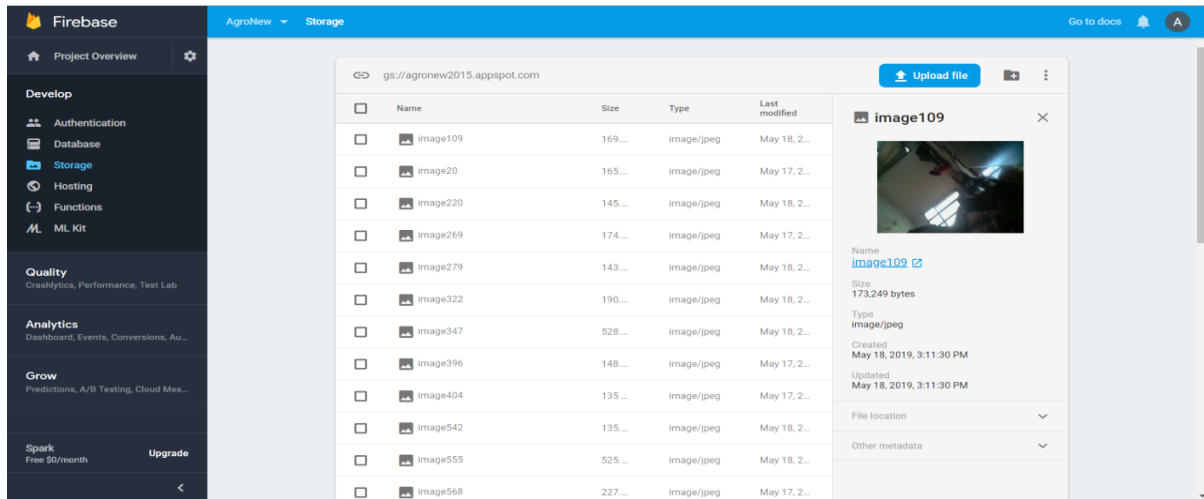 Firebase
Project Overview
Develop
Authentication
Database
Storage
Hosting
Functions
ML Kit
Quality
Crashlytics, Performance, Test Lab
Analytics
Dashboard, Events, Conversions, Au...
Grow
Predictions, A/B Testing, Cloud Mes...
Spark
Free $0/month
Upgrade
AgroNew Storage
Go to docs
A
gs://agronew2015.appspot.com
Upload file
Name Size Type Last modified
image109 169.... image/jpeg May 18, 2...
image20 165.... image/jpeg May 17, 2...
image220 145.... image/jpeg May 18, 2...
image269 174.... image/jpeg May 17, 2...
image279 143.... image/jpeg May 18, 2...
image322 190.... image/jpeg May 18, 2...
image347 528.... image/jpeg May 18, 2...
image396 148.... image/jpeg May 17, 2...
image404 135 ... image/jpeg May 17, 2...
image542 135.... image/jpeg May 18, 2...
image555 525.... image/jpeg May 18, 2...
image568 227.... image/jpeg May 17, 2...
image109
Name
image109
Size
173,249 bytes
Type
image/jpeg
Created
May 18, 2019, 3:11:30 PM
Updated
May 18, 2019, 3:11:30 PM
File location
Other metadata